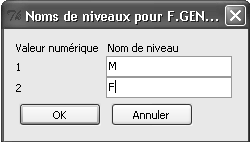 Noms de niveaux pour F.GEN...
Valeur numérique Nom de niveau
1 M
2 F
OK Annuler